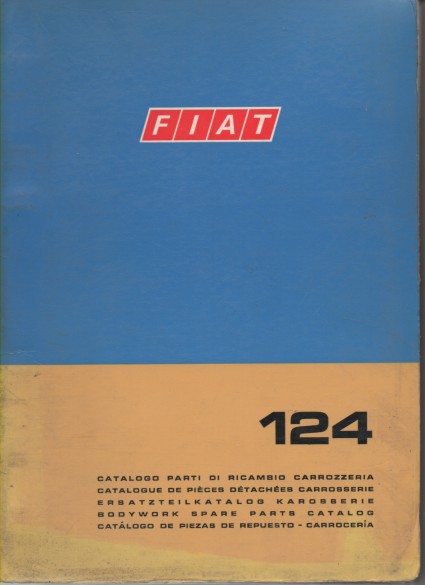 FIAT
124
CATALOGO PARTI DI RICAMBIO CARROZZERIA
CATALOGUE DE PIÈCES DÉTACHÉES CARROSSERIE
ERSATZTEILKATALOG KAROSSERIE
BODYWORK SPARE PARTS CATALOG
CATÁLOGO DE PIEZAS DE REPUESTO - CARROCERÍA